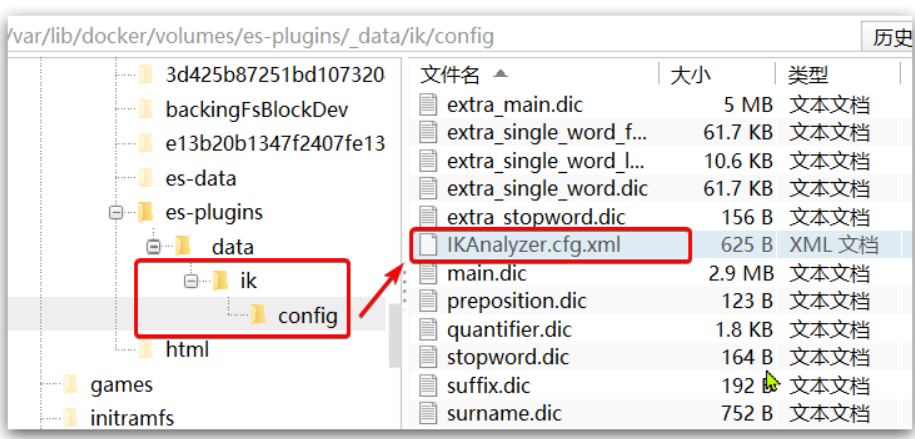 /var/lib/docker/volumes/es-plugins/_data/ik/config
历史
3d425b87251bd107320
backingFsBlockDev
e13b20b1347f2407fe13
es-data
es-plugins
_data
ik
config
html
games
initramfs
文件名 大小 类型
extra_main.dic 5 MB 文本文档
extra_single_word_f... 61.7 KB 文本文档
extra_single_word_l... 10.6 KB 文本文档
extra_single_word.dic 61.7 KB 文本文档
extra_stopword.dic 156 B 文本文档
IKAnalyzer.cfg.xml 625 B XML 文档
main.dic 2.9 MB 文本文档
preposition.dic 123 B 文本文档
quantifier.dic 1.8 KB 文本文档
stopword.dic 164 B 文本文档
suffix.dic 192 B 文本文档
surname.dic 752 B 文本文档